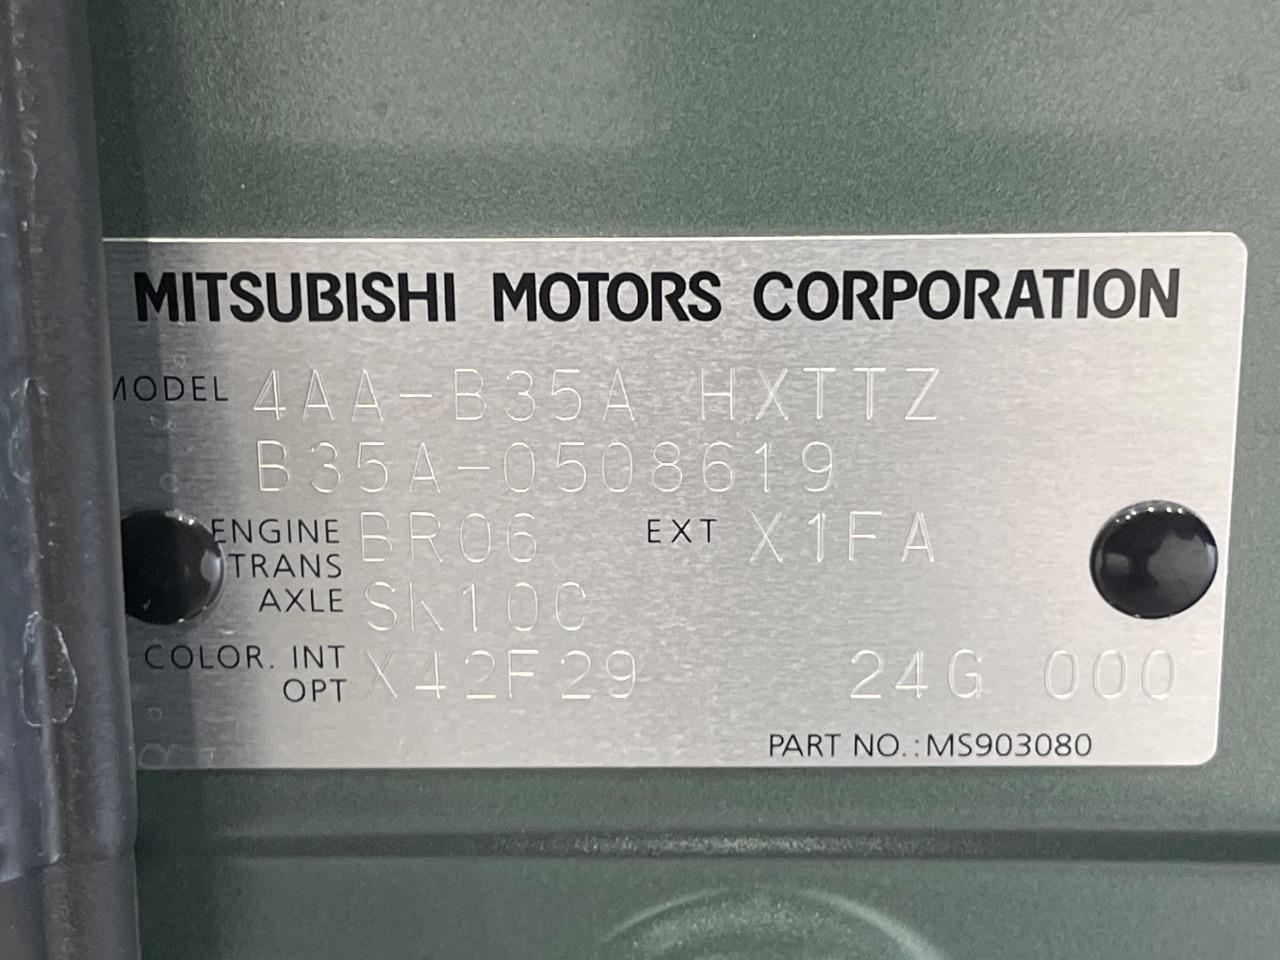 MITSUBISHI MOTORS CORPORATION
MODEL 4AA-B35A HXTTZ
B35A-0508619
ENGINE BR06 EXT X1FA
TRANS
AXLE SK10C
COLOR. INT
OPT X42F29 24G 000
PART NO.:MS903080